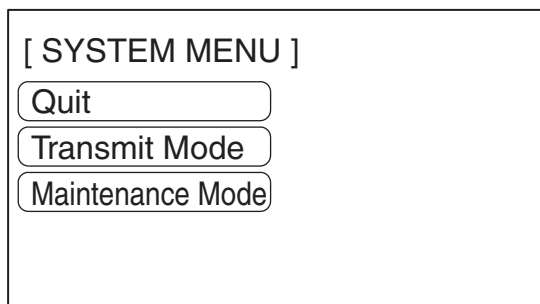 [ SYSTEM MENU ]
Quit
Transmit Mode
Maintenance Mode